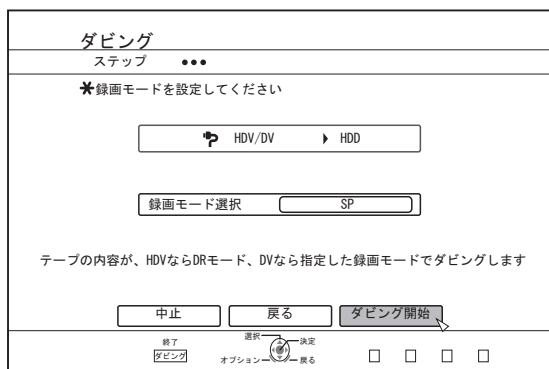 ダビング
ステップ •••
*録画モードを設定してください
HDV/DV ▶ HDD
録画モード選択 SP
テープの内容が、HDVならDRモード、DVなら指定した録画モードでダビングします
中止 戻る ダビング開始
終了
ダビング
選択 決定
オプション 戻る